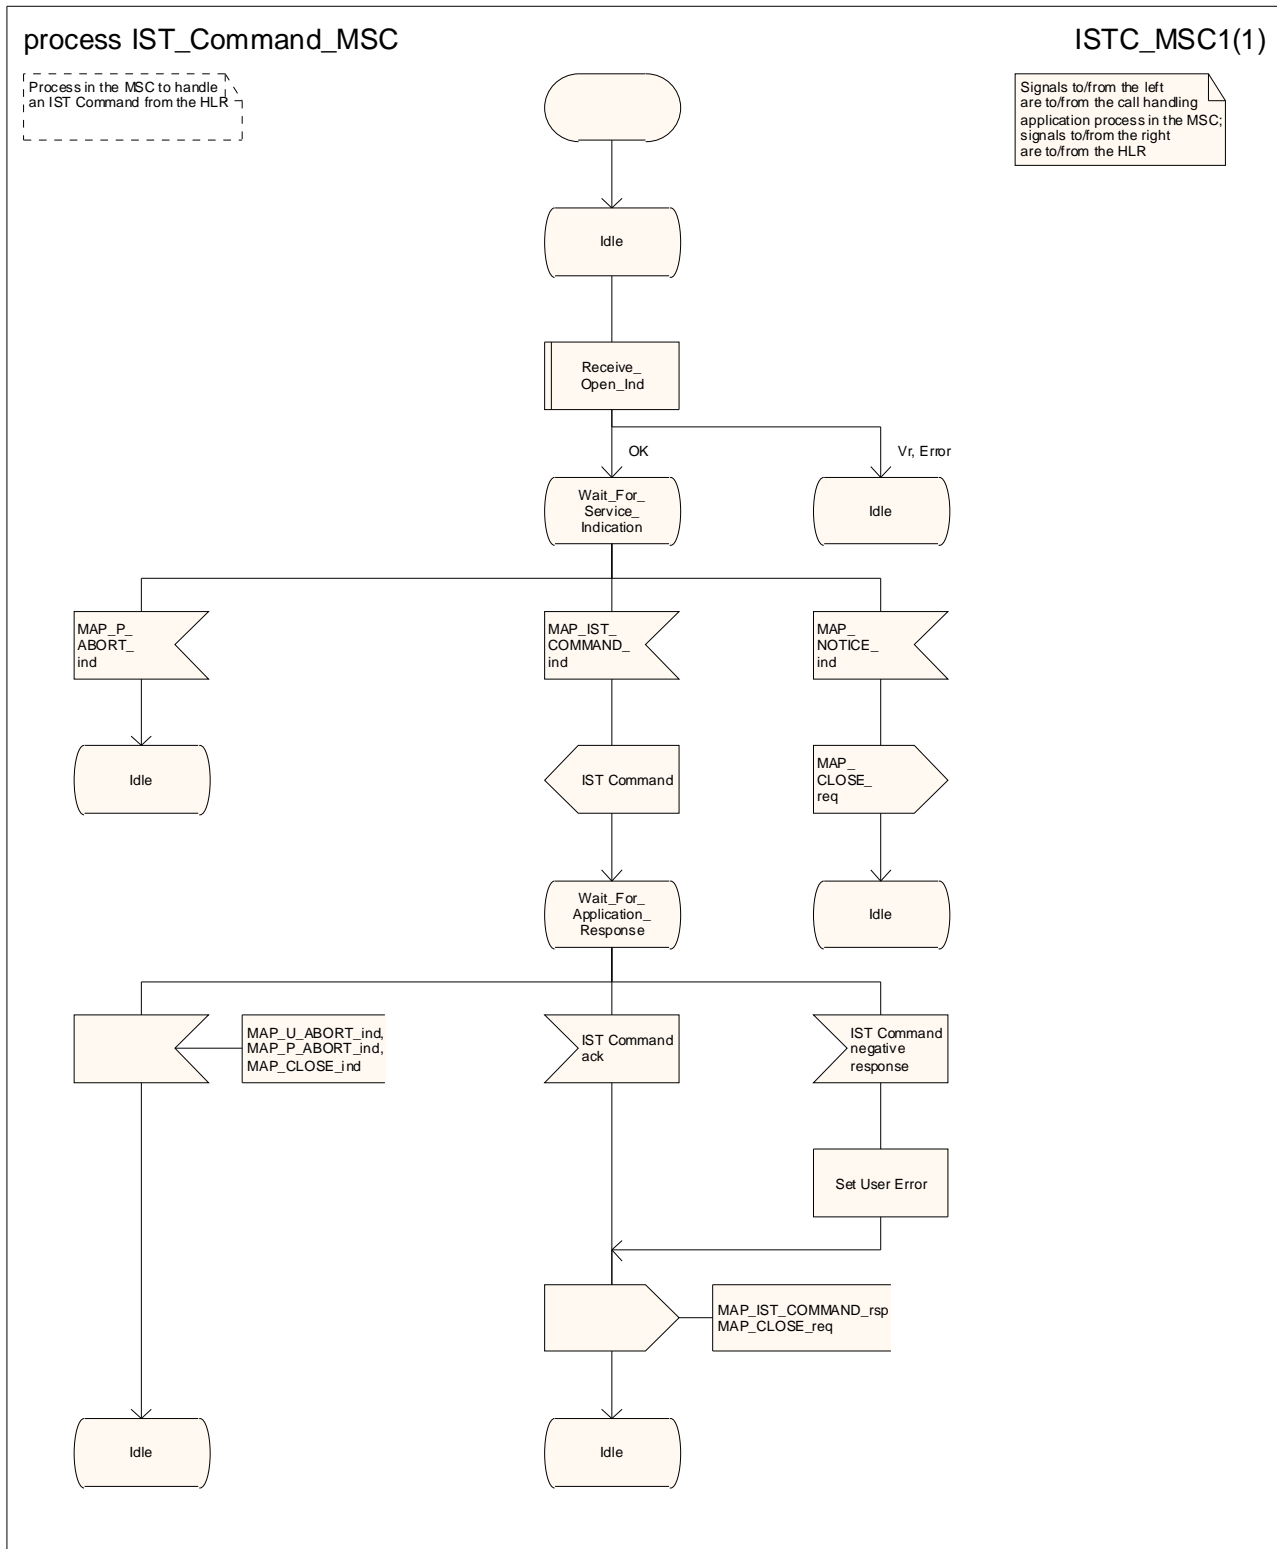 process IST_Command_MSC
ISTC_MSC1(1)
Process in the MSC to handle
an IST Command from the HLR
Signals to/from the left
are to/from the call handling
application process in the MSC;
signals to/from the right
are to/from the HLR
Idle
Receive_
Open_Ind
OK
Vr, Error
Wait_For_
Service_
Indication
Idle
MAP_P_
ABORT_
ind
MAP_IST_
COMMAND_
ind
MAP_
NOTICE_
ind
Idle
IST Command
MAP_
CLOSE_
req
Wait_For_
Application_
Response
Idle
MAP_U_ABORT_ind,
MAP_P_ABORT_ind,
MAP_CLOSE_ind
IST Command
ack
IST Command
negative
response
Set User Error
MAP_IST_COMMAND_rsp
MAP_CLOSE_req
Idle
Idle